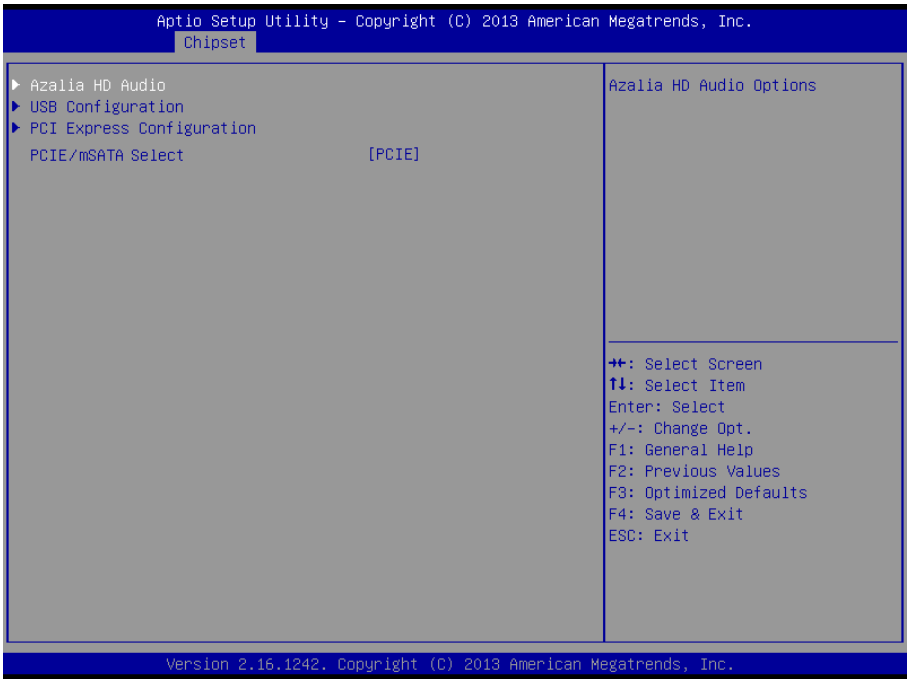 Aptio Setup Utility – Copyright (C) 2013 American Megatrends, Inc.
Chipset
▶ Azalia HD Audio
▶ USB Configuration
▶ PCI Express Configuration
PCIE/mSATA Select [PCIE]
Azalia HD Audio Options
→←: Select Screen
↑↓: Select Item
Enter: Select
+/-: Change Opt.
F1: General Help
F2: Previous Values
F3: Optimized Defaults
F4: Save & Exit
ESC: Exit
Version 2.16.1242. Copyright (C) 2013 American Megatrends, Inc.